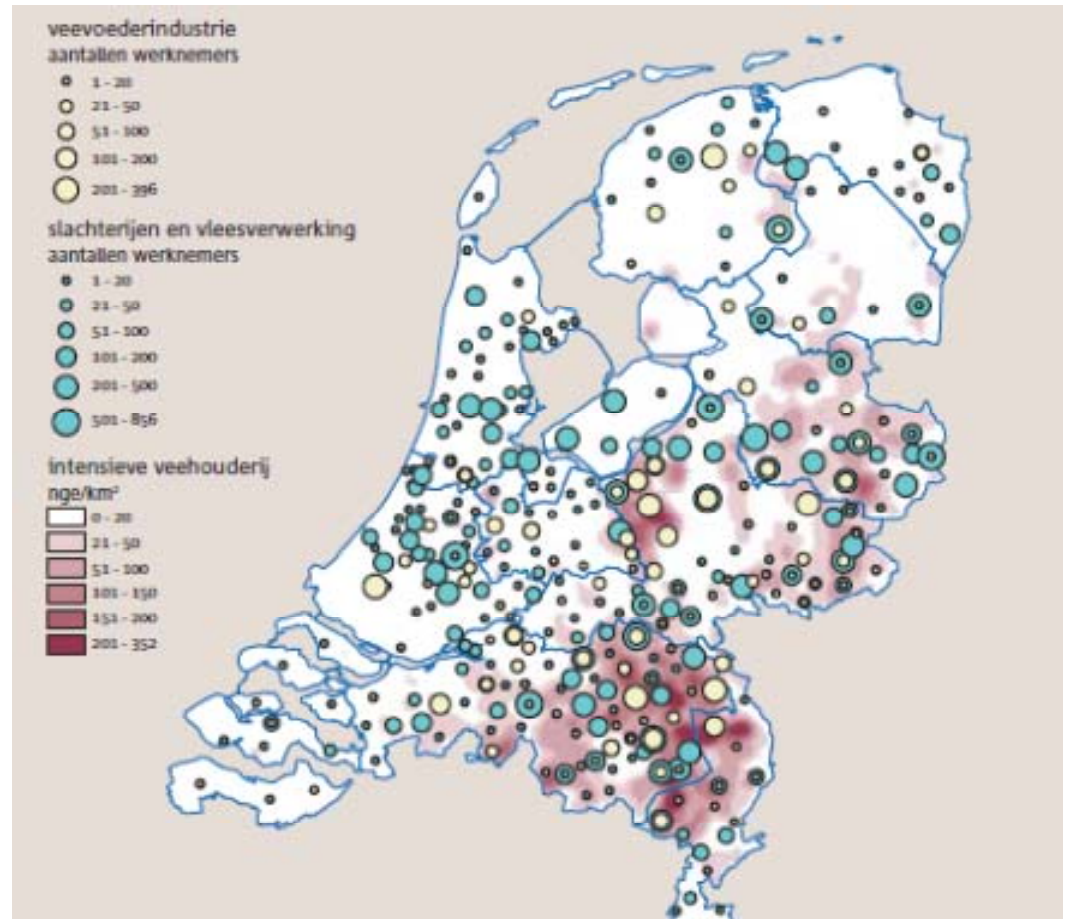 veevoederindustrie
aantallen werknemers
1 - 20
21 - 50
51 - 100
101 - 200
201 - 396
slachterijen en vleesverwerking
aantallen werknemers
1 - 20
21 - 50
51 - 100
101 - 200
201 - 500
501 - 856
intensieve veehouderij
nge/km²
0 - 20
21 - 50
51 - 100
101 - 150
151 - 200
201 - 352